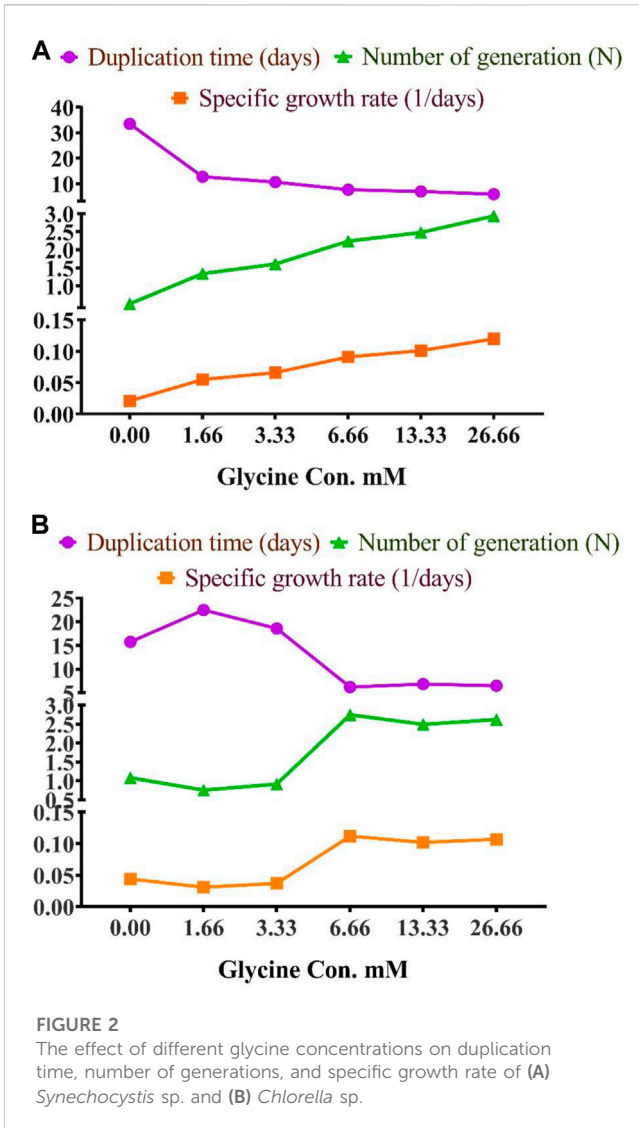 A
Duplication time (days) Number of generation (N)
Specific growth rate (1/days)
40
30
20
10
3.0
2.5
2.0
1.5
1.0
0.15
0.10
0.05
0.00
0.00 1.66 3.33 6.66 13.33 26.66
Glycine Con. mM
B
Duplication time (days) Number of generation (N)
Specific growth rate (1/days)
25
20
15
10
5
3.0
2.5
2.0
1.5
1.0
0.5
0.15
0.10
0.05
0.00
0.00 1.66 3.33 6.66 13.33 26.66
Glycine Con. mM
FIGURE 2
The effect of different glycine concentrations on duplication
time, number of generations, and specific growth rate of (A)
Synechocystis sp. and (B) Chlorella sp.